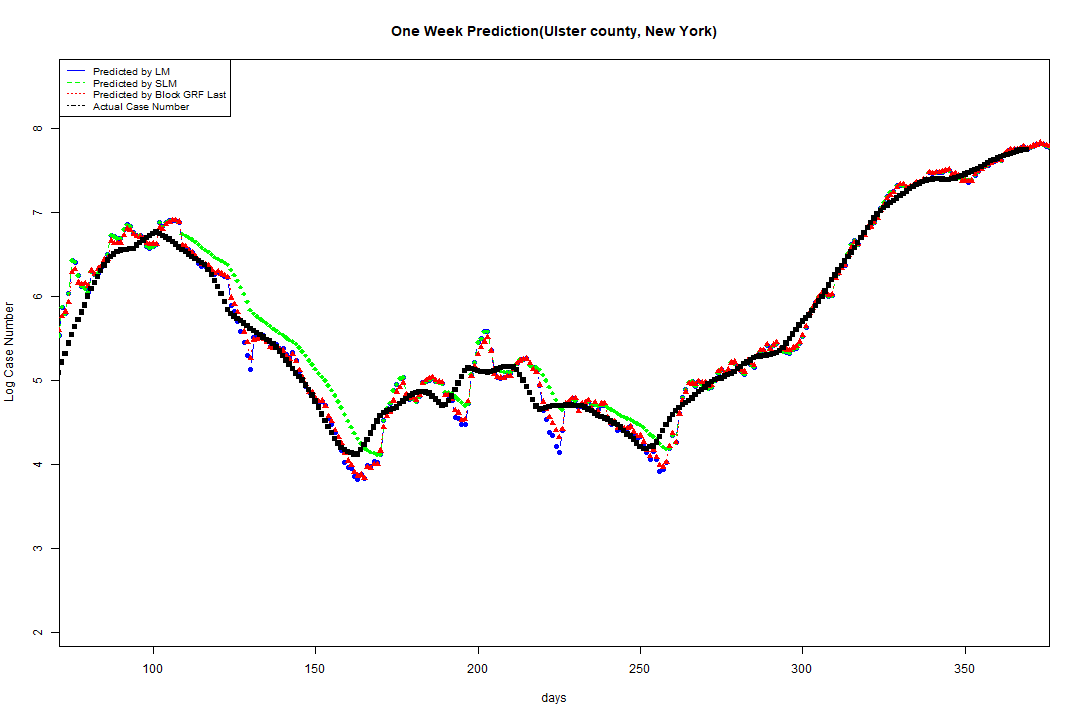 One Week Prediction(Ulster county, New York)
Predicted by LM
Predicted by SLM
Predicted by Block GRF Last
Actual Case Number
Log Case Number
8
7
6
5
4
3
2
100 150 200 250 300 350
days